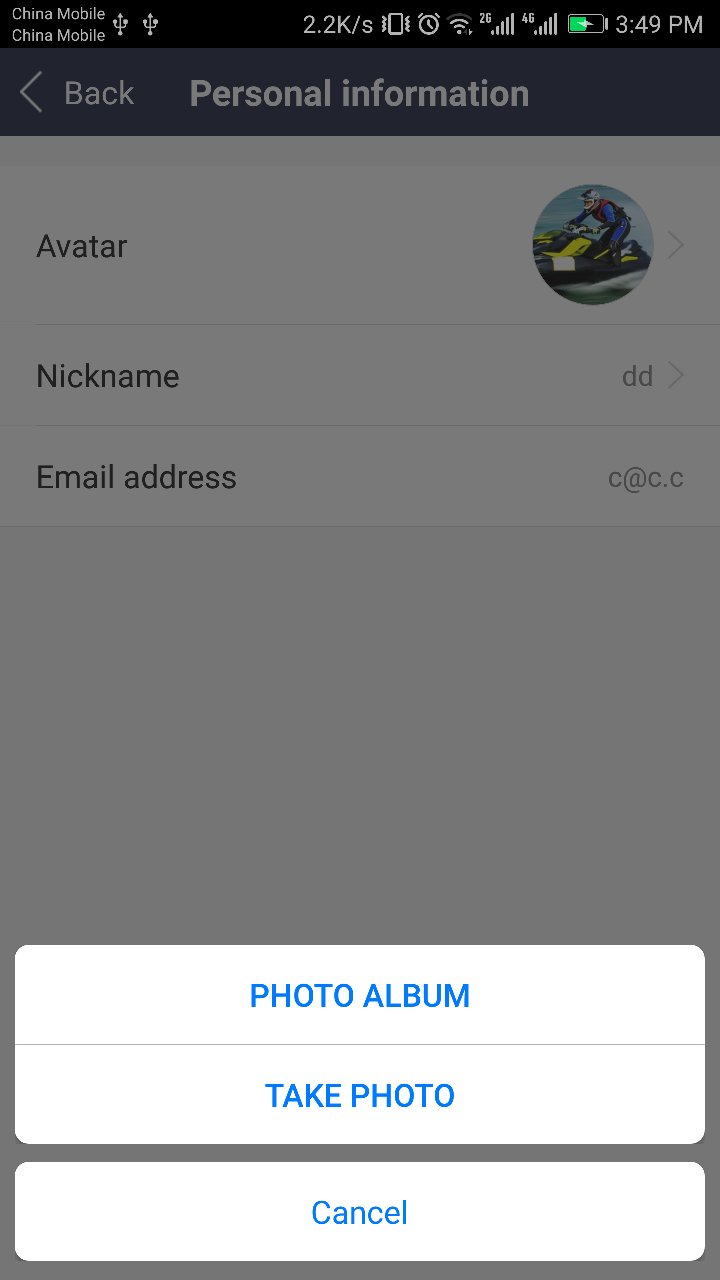 China Mobile
China Mobile
2.2K/s 2G 4G 3:49 PM
Back Personal information
Avatar
Nickname dd
Email address c@c.c
PHOTO ALBUM
TAKE PHOTO
Cancel